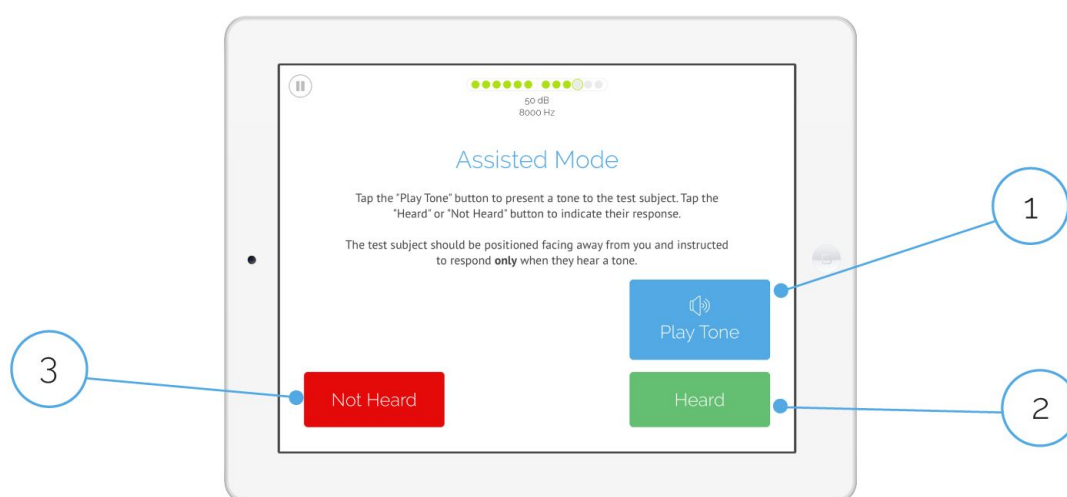 50 dB
8000 Hz
Assisted Mode
Tap the "Play Tone" button to present a tone to the test subject. Tap the
"Heard" or "Not Heard" button to indicate their response.
The test subject should be positioned facing away from you and instructed
to respond only when they hear a tone.
1
Play Tone
3
Not Heard
Heard
2